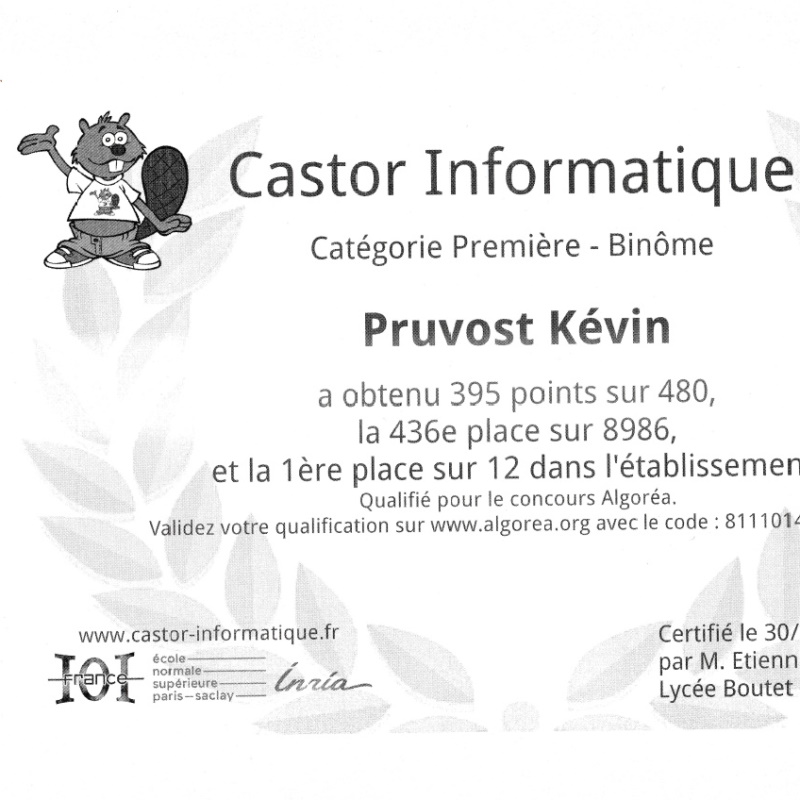 Castor Informatique
Catégorie Première - Binôme
Pruvost Kévin
a obtenu 395 points sur 480,
la 436e place sur 8986,
et la 1ère place sur 12 dans l'établissemen
Qualifié pour le concours Algoréa.
Validez votre qualification sur www.algorea.org avec le code : 8111014
www.castor-informatique.fr
IOI
france
école
normale
supérieure
paris–saclay
Inría
Certifié le 30/
par M. Etienn
Lycée Boutet